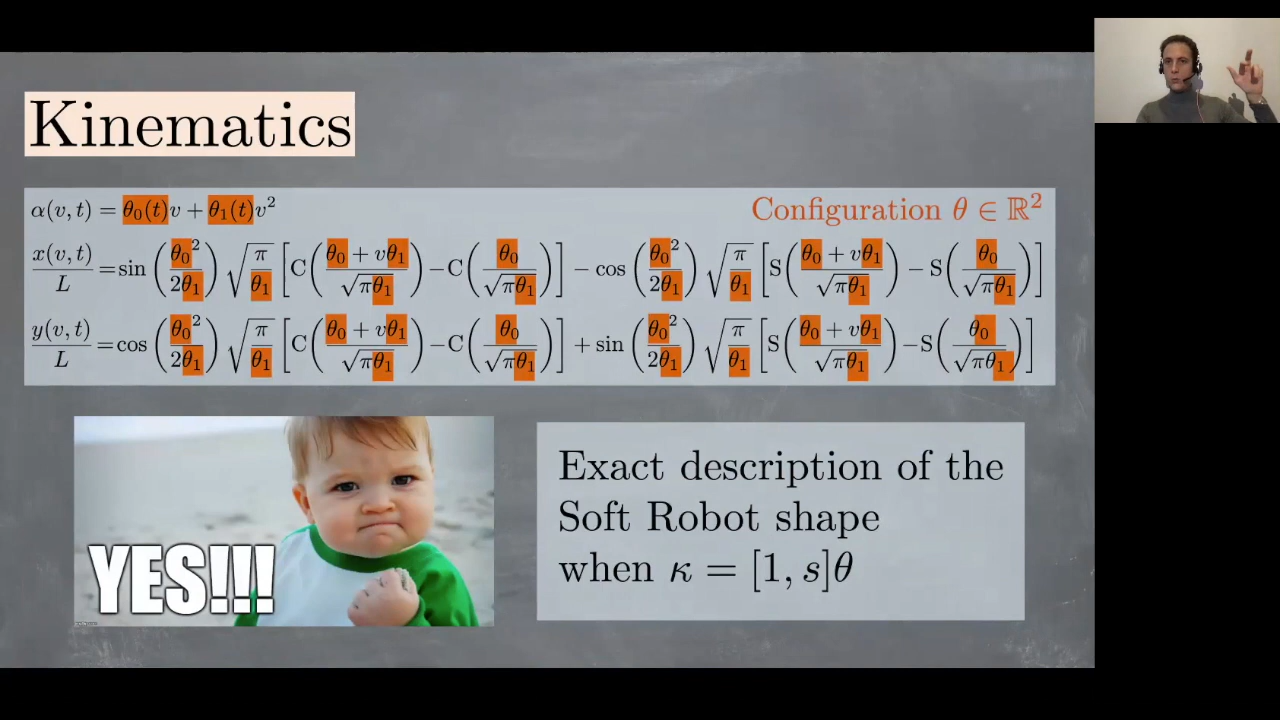 Kinematics
α(v, t) = θ₀(t)v + θ₁(t)v²
Configuration θ ∈ ℝ²
x(v, t)/L = sin(θ₀²/2θ₁) √(π/θ₁) [C((θ₀ + vθ₁)/√πθ₁) − C(θ₀/√πθ₁)] − cos(θ₀²/2θ₁) √(π/θ₁) [S((θ₀ + vθ₁)/√πθ₁) − S(θ₀/√πθ₁)]
y(v, t)/L = cos(θ₀²/2θ₁) √(π/θ₁) [C((θ₀ + vθ₁)/√πθ₁) − C(θ₀/√πθ₁)] + sin(θ₀²/2θ₁) √(π/θ₁) [S((θ₀ + vθ₁)/√πθ₁) − S(θ₀/√πθ₁)]
YES!!!
Exact description of the
Soft Robot shape
when κ = [1, s]θ